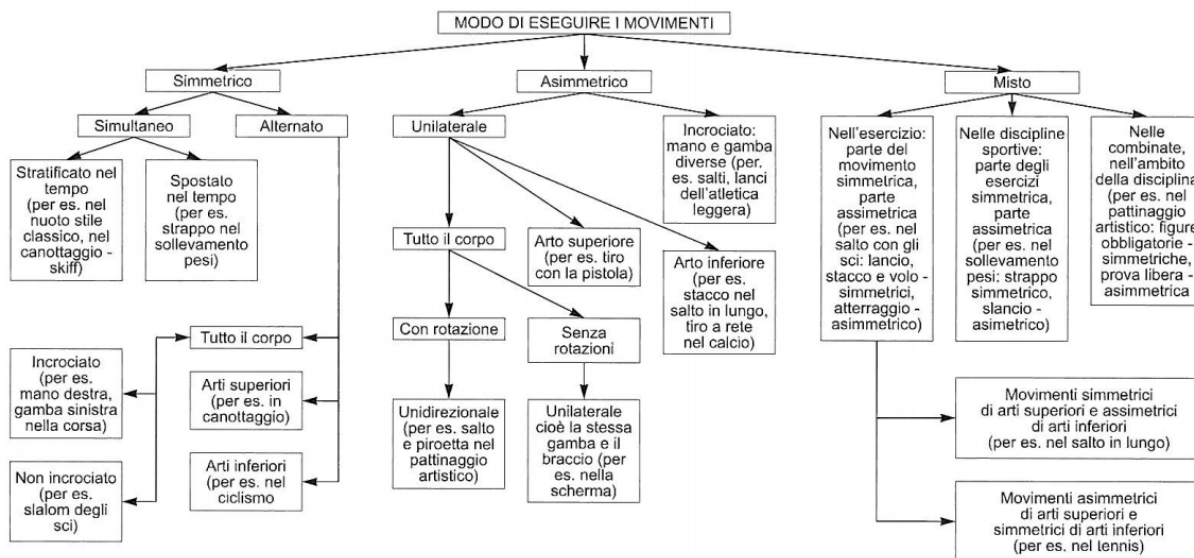 MODO DI ESEGUIRE I MOVIMENTI
Simmetrico
Asimmetrico
Misto
Simultaneo
Alternato
Unilaterale
Incrociato:
mano e gamba
diverse (per.
es. salti, lanci
dell'atletica
leggera)
Nell'esercizio:
parte del
movimento
simmetrica,
parte
assimetrica
(per es. nel
salto con gli
sci: lancio,
stacco e volo -
simmetrici,
atterraggio -
asimmetrico)
Nelle discipline
sportive:
parte degli
esercizi
simmetrica,
parte
assimetrica
(per es. nel
sollevamento
pesi: strappo
simmetrico,
slancio -
asimetrico)
Nelle
combinate,
nell'ambito
della disciplina
(per es. nel
pattinaggio
artistico: figure
obbligatorie -
simmetriche,
prova libera -
asimmetrica
Stratificato nel
tempo
(per es. nel
nuoto stile
classico, nel
canottaggio -
skiff)
Spostato
nel tempo
(per es.
strappo nel
sollevamento
pesi)
Tutto il corpo
Arto superiore
(per es. tiro
con la pistola)
Arto inferiore
(per es.
stacco nel
salto in lungo,
tiro a rete
nel calcio)
Con rotazione
Senza
rotazioni
Tutto il corpo
Incrociato
(per es.
mano destra,
gamba sinistra
nella corsa)
Arti superiori
(per es. in
canottaggio)
Unidirezionale
(per es. salto
e piroetta nel
pattinaggio
artistico)
Unilaterale
cioè la stessa
gamba e il
braccio (per
es. nella
scherma)
Movimenti simmetrici
di arti superiori e assimetrici
di arti inferiori
(per es. nel salto in lungo)
Non incrociato
(per es.
slalom degli
sci)
Arti inferiori
(per es. nel
ciclismo
Movimenti asimmetrici
di arti superiori e
simmetrici di arti inferiori
(per es. nel tennis)